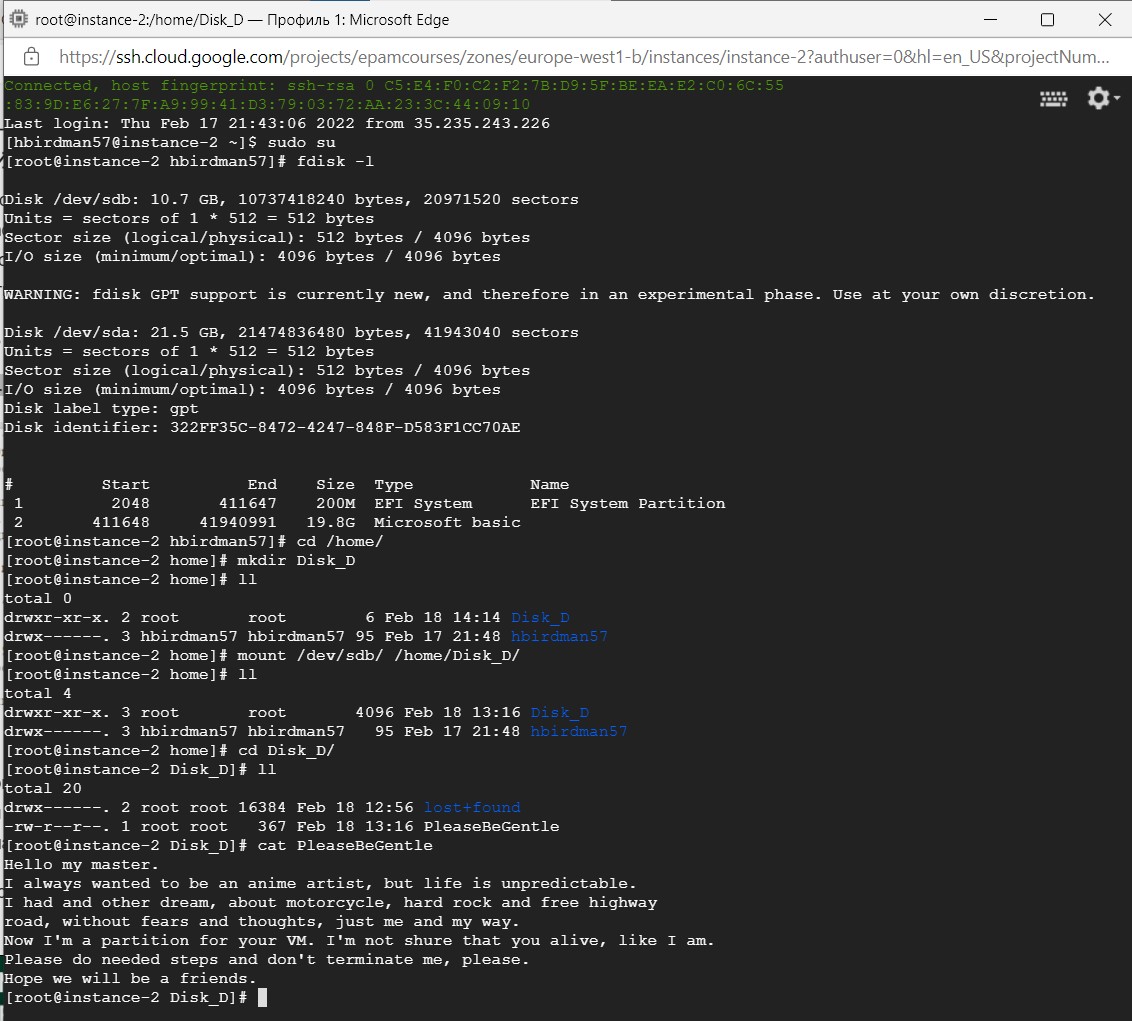 root@instance-2:/home/Disk_D — Профиль 1: Microsoft Edge
https://ssh.cloud.google.com/projects/epamcourses/zones/europe-west1-b/instances/instance-2?authuser=0&hl=en_US&projectNum...
Connected, host fingerprint: ssh-rsa 0 C5:E4:F0:C2:F2:7B:D9:5F:BE:EA:E2:C0:6C:55
:83:9D:E6:27:7F:A9:99:41:D3:79:03:72:AA:23:3C:44:09:10
Last login: Thu Feb 17 21:43:06 2022 from 35.235.243.226
[hbirdman57@instance-2 ~]$ sudo su
[root@instance-2 hbirdman57]# fdisk -l
Disk /dev/sdb: 10.7 GB, 10737418240 bytes, 20971520 sectors
Units = sectors of 1 * 512 = 512 bytes
Sector size (logical/physical): 512 bytes / 4096 bytes
I/O size (minimum/optimal): 4096 bytes / 4096 bytes
WARNING: fdisk GPT support is currently new, and therefore in an experimental phase. Use at your own discretion.
Disk /dev/sda: 21.5 GB, 21474836480 bytes, 41943040 sectors
Units = sectors of 1 * 512 = 512 bytes
Sector size (logical/physical): 512 bytes / 4096 bytes
I/O size (minimum/optimal): 4096 bytes / 4096 bytes
Disk label type: gpt
Disk identifier: 322FF35C-8472-4247-848F-D583F1CC70AE
#         Start          End    Size  Type            Name
 1         2048       411647    200M  EFI System      EFI System Partition
 2       411648     41940991   19.8G  Microsoft basic
[root@instance-2 hbirdman57]# cd /home/
[root@instance-2 home]# mkdir Disk_D
[root@instance-2 home]# ll
total 0
drwxr-xr-x. 2 root       root        6 Feb 18 14:14 Disk_D
drwx------. 3 hbirdman57 hbirdman57 95 Feb 17 21:48 hbirdman57
[root@instance-2 home]# mount /dev/sdb/ /home/Disk_D/
[root@instance-2 home]# ll
total 4
drwxr-xr-x. 3 root       root       4096 Feb 18 13:16 Disk_D
drwx------. 3 hbirdman57 hbirdman57   95 Feb 17 21:48 hbirdman57
[root@instance-2 home]# cd Disk_D/
[root@instance-2 Disk_D]# ll
total 20
drwx------. 2 root root 16384 Feb 18 12:56 lost+found
-rw-r--r--. 1 root root   367 Feb 18 13:16 PleaseBeGentle
[root@instance-2 Disk_D]# cat PleaseBeGentle
Hello my master.
I always wanted to be an anime artist, but life is unpredictable.
I had and other dream, about motorcycle, hard rock and free highway
road, without fears and thoughts, just me and my way.
Now I'm a partition for your VM. I'm not shure that you alive, like I am.
Please do needed steps and don't terminate me, please.
Hope we will be a friends.
[root@instance-2 Disk_D]#